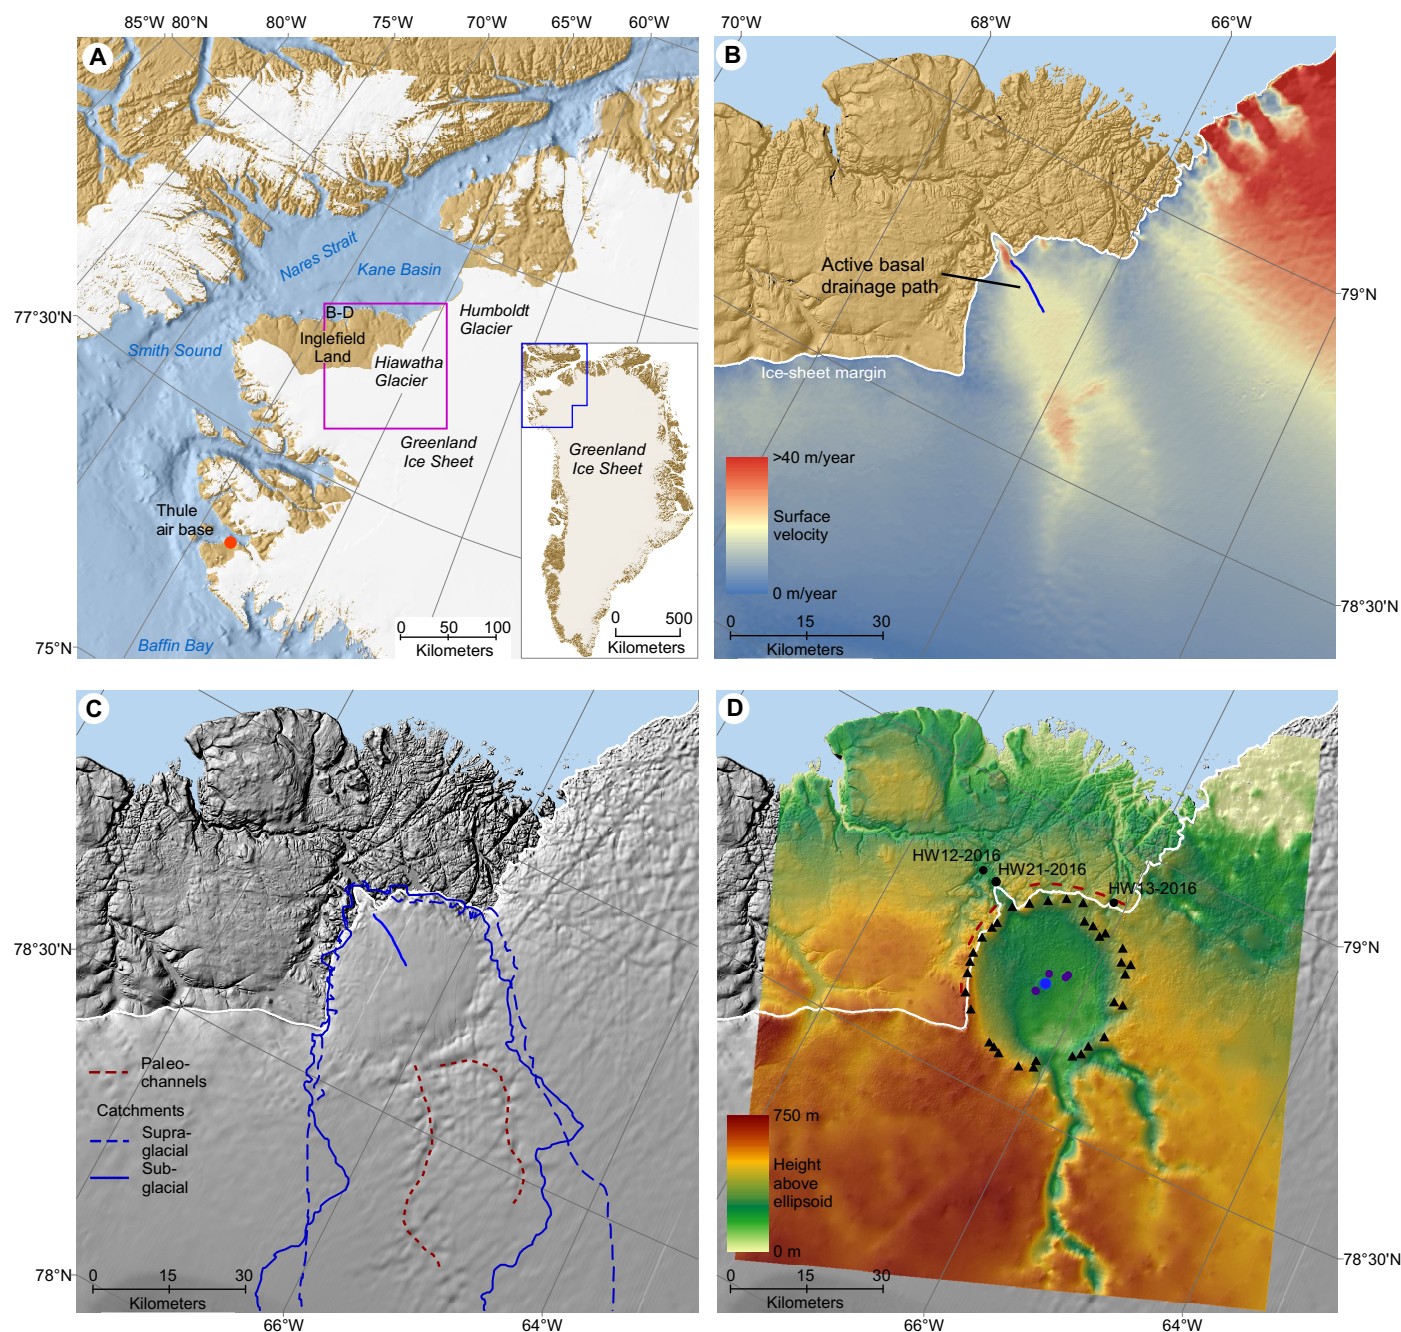 85°W 80°N 80°W 75°W 70°W 65°W 60°W
A
Nares Strait
Kane Basin
77°30'N
B-D
Humboldt
Glacier
Inglefield
Land
Smith Sound
Hiawatha
Glacier
Greenland
Ice Sheet
Greenland
Ice Sheet
Thule
air base
0 50 100
Kilometers
0 500
Kilometers
75°N
Baffin Bay
70°W 68°W 66°W
B
Active basal
drainage path
79°N
Ice-sheet margin
>40 m/year
Surface
velocity
0 m/year
0 15 30
Kilometers
78°30'N
C
78°30'N
Paleo-
channels
Catchments
Supra-
glacial
Sub-
glacial
78°N
0 15 30
Kilometers
66°W 64°W
D
HW12-2016
HW21-2016
HW13-2016
79°N
750 m
Height
above
ellipsoid
0 m
0 15 30
Kilometers
78°30'N
66°W 64°W